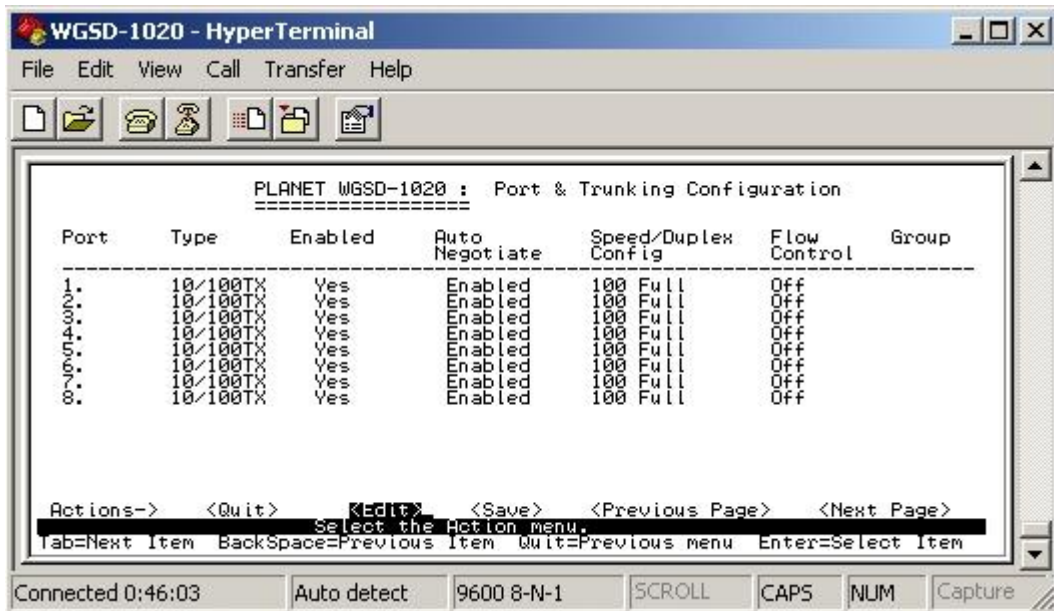 WGSD-1020 - HyperTerminal
File Edit View Call Transfer Help
PLANET WGSD-1020 : Port & Trunking Configuration
==================
Port Type Enabled Auto Negotiate Speed/Duplex Config Flow Control Group
1. 10/100TX Yes Enabled 100 Full Off
2. 10/100TX Yes Enabled 100 Full Off
3. 10/100TX Yes Enabled 100 Full Off
4. 10/100TX Yes Enabled 100 Full Off
5. 10/100TX Yes Enabled 100 Full Off
6. 10/100TX Yes Enabled 100 Full Off
7. 10/100TX Yes Enabled 100 Full Off
8. 10/100TX Yes Enabled 100 Full Off
Actions-> <Quit> <Edit> <Save> <Previous Page> <Next Page>
Select the Action menu.
Tab=Next Item BackSpace=Previous Item Quit=Previous menu Enter=Select Item
Connected 0:46:03 Auto detect 9600 8-N-1 SCROLL CAPS NUM Capture